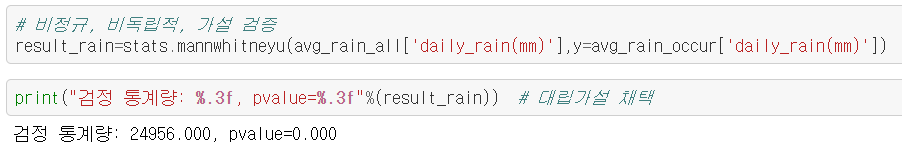 # 비정규, 비독립적, 가설 검증
result_rain=stats.mannwhitneyu(avg_rain_all['daily_rain(mm)'],y=avg_rain_occur['daily_rain(mm)'])
print("검정 통계량: %.3f, pvalue=%.3f"%(result_rain))  # 대립가설 채택
검정 통계량: 24956.000, pvalue=0.000